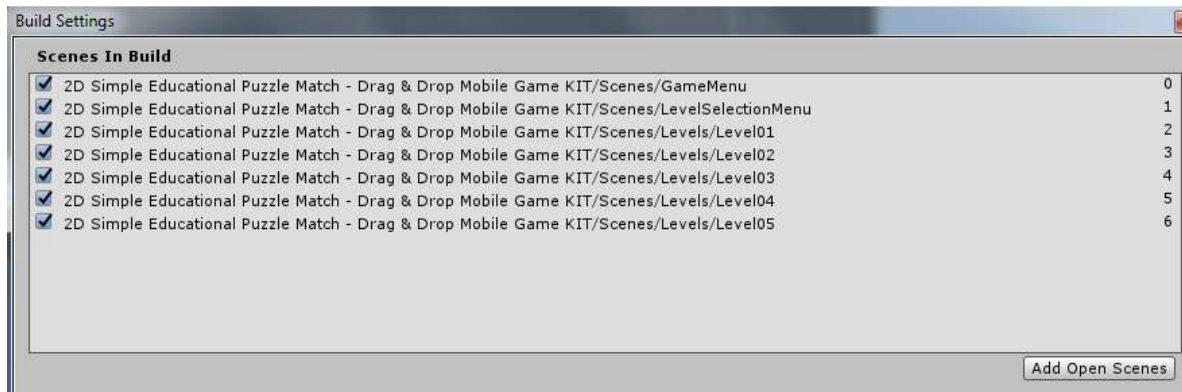 Build Settings
Scenes In Build
2D Simple Educational Puzzle Match - Drag & Drop Mobile Game KIT/Scenes/GameMenu 0
2D Simple Educational Puzzle Match - Drag & Drop Mobile Game KIT/Scenes/LevelSelectionMenu 1
2D Simple Educational Puzzle Match - Drag & Drop Mobile Game KIT/Scenes/Levels/Level01 2
2D Simple Educational Puzzle Match - Drag & Drop Mobile Game KIT/Scenes/Levels/Level02 3
2D Simple Educational Puzzle Match - Drag & Drop Mobile Game KIT/Scenes/Levels/Level03 4
2D Simple Educational Puzzle Match - Drag & Drop Mobile Game KIT/Scenes/Levels/Level04 5
2D Simple Educational Puzzle Match - Drag & Drop Mobile Game KIT/Scenes/Levels/Level05 6
Add Open Scenes